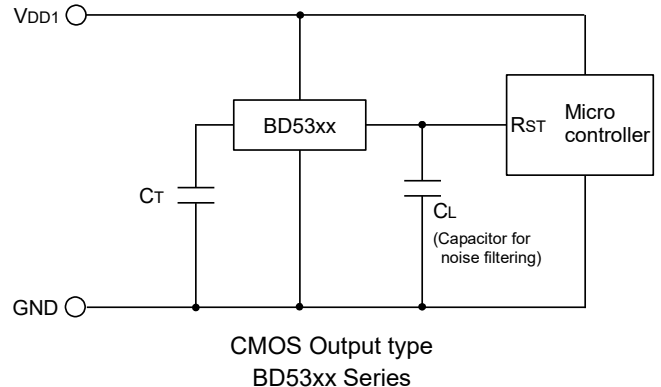 VDD1
BD53xx
RST
Micro
controller
CT
CL
(Capacitor for
noise filtering)
GND
CMOS Output type
BD53xx Series